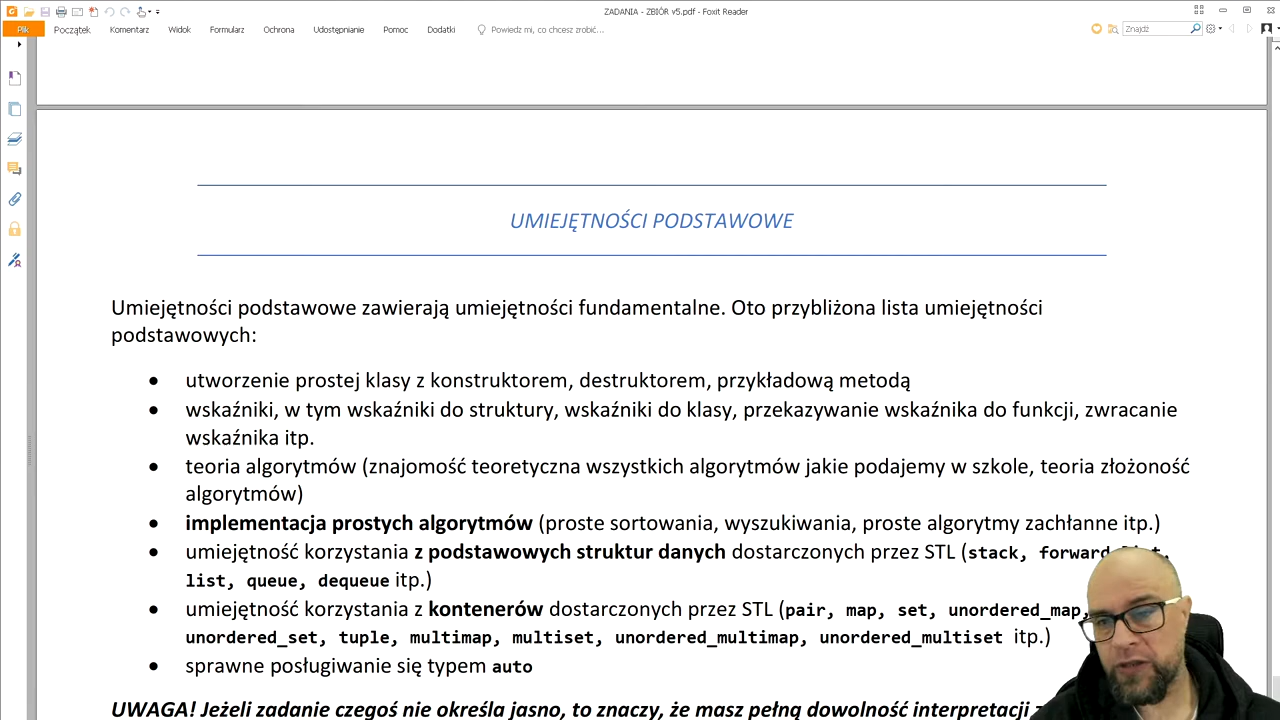 ZADANIA - ZBIÓR v5.pdf - Foxit Reader
Plik Początek Komentarz Widok Formularz Ochrona Udostępnianie Pomoc Dodatki Powiedz mi, co chcesz zrobić... Znajdź
UMIEJĘTNOŚCI PODSTAWOWE
Umiejętności podstawowe zawierają umiejętności fundamentalne. Oto przybliżona lista umiejętności
podstawowych:
• utworzenie prostej klasy z konstruktorem, destruktorem, przykładową metodą
• wskaźniki, w tym wskaźniki do struktury, wskaźniki do klasy, przekazywanie wskaźnika do funkcji, zwracanie
wskaźnika itp.
• teoria algorytmów (znajomość teoretyczna wszystkich algorytmów jakie podajemy w szkole, teoria złożoność
algorytmów)
• implementacja prostych algorytmów (proste sortowania, wyszukiwania, proste algorytmy zachłanne itp.)
• umiejętność korzystania z podstawowych struktur danych dostarczonych przez STL (stack,
list, queue, dequeue itp.)
• umiejętność korzystania z kontenerów dostarczonych przez STL (pair, map, set, unordered_map,
unordered_set, tuple, multimap, multiset, unordered_multimap, unordered_multiset itp.)
• sprawne posługiwanie się typem auto
UWAGA! Jeżeli zadanie czegoś nie określa jasno, to znaczy, że masz pełną dowolność interpretacji